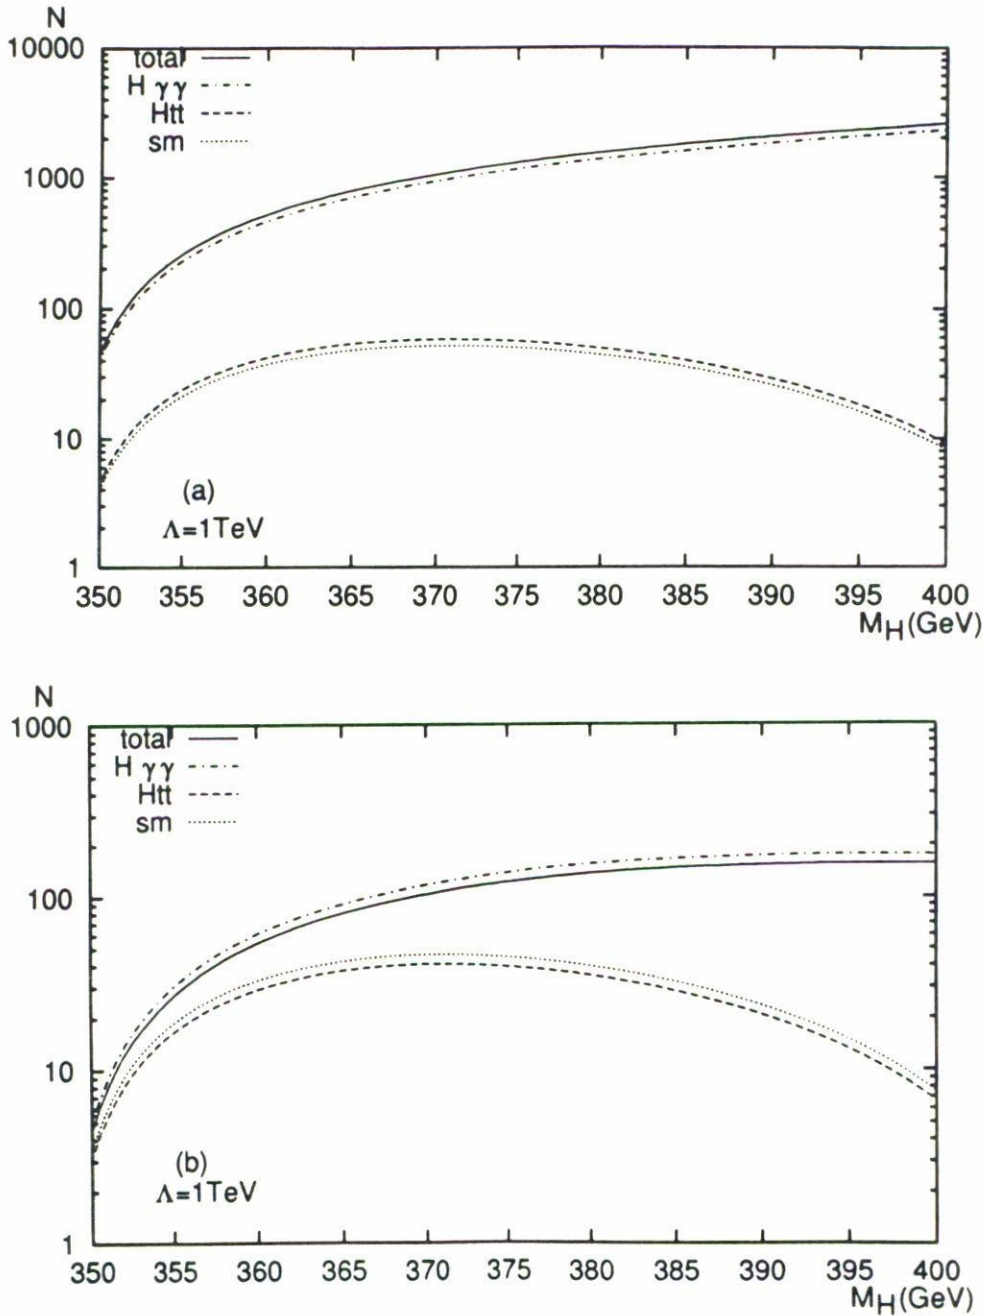 N
10000
total
H γγ
Htt
sm
1000
100
10
1
(a)
Λ=1TeV
350 355 360 365 370 375 380 385 390 395 400
M_H(GeV)
N
1000
total
H γγ
Htt
sm
100
10
1
(b)
Λ=1TeV
350 355 360 365 370 375 380 385 390 395 400
M_H(GeV)